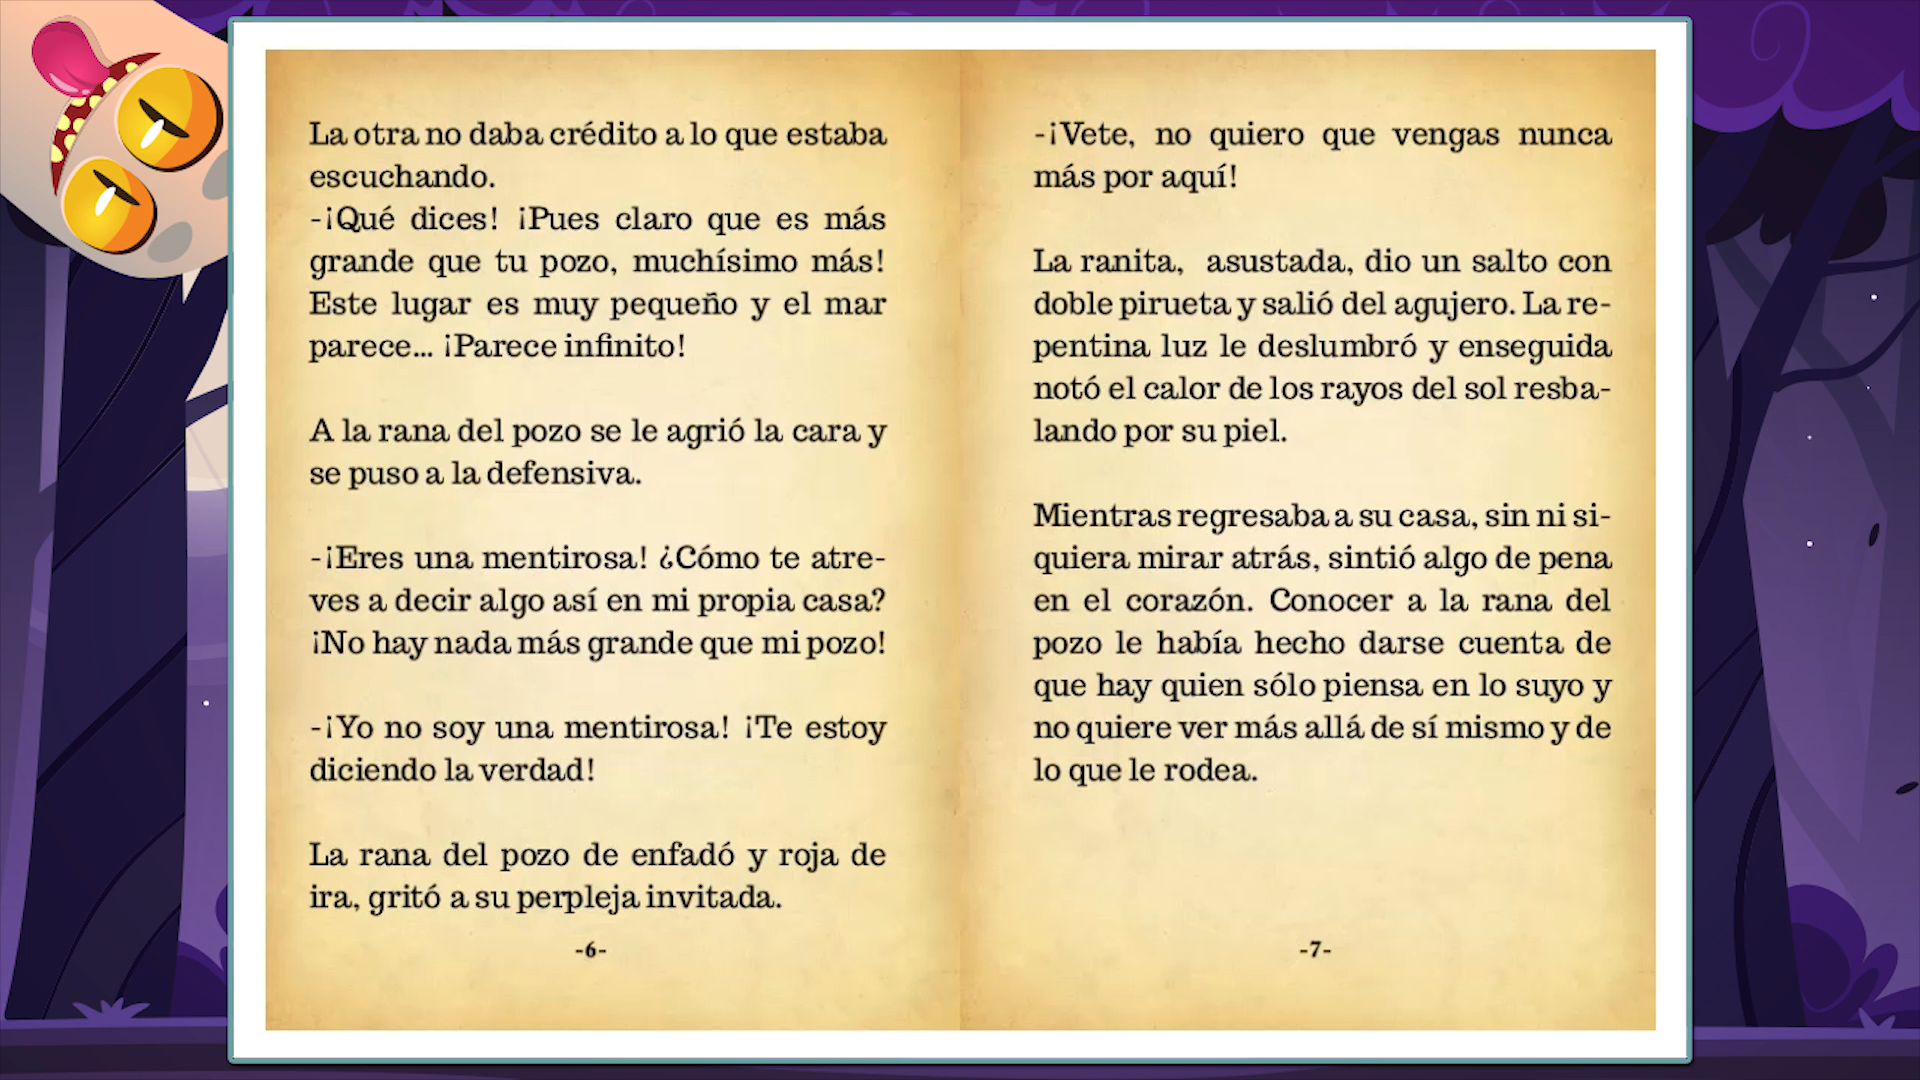 La otra no daba crédito a lo que estaba
escuchando.
-¡Qué dices! ¡Pues claro que es más
grande que tu pozo, muchísimo más!
Este lugar es muy pequeño y el mar
parece... ¡Parece infinito!
A la rana del pozo se le agrió la cara y
se puso a la defensiva.
-¡Eres una mentirosa! ¿Cómo te atre-
ves a decir algo así en mi propia casa?
¡No hay nada más grande que mi pozo!
-¡Yo no soy una mentirosa! ¡Te estoy
diciendo la verdad!
La rana del pozo de enfadó y roja de
ira, gritó a su perpleja invitada.
-6-
-¡Vete, no quiero que vengas nunca
más por aquí!
La ranita, asustada, dio un salto con
doble pirueta y salió del agujero. La re-
pentina luz le deslumbró y enseguida
notó el calor de los rayos del sol resba-
lando por su piel.
Mientras regresaba a su casa, sin ni si-
quiera mirar atrás, sintió algo de pena
en el corazón. Conocer a la rana del
pozo le había hecho darse cuenta de
que hay quien sólo piensa en lo suyo y
no quiere ver más allá de sí mismo y de
lo que le rodea.
-7-